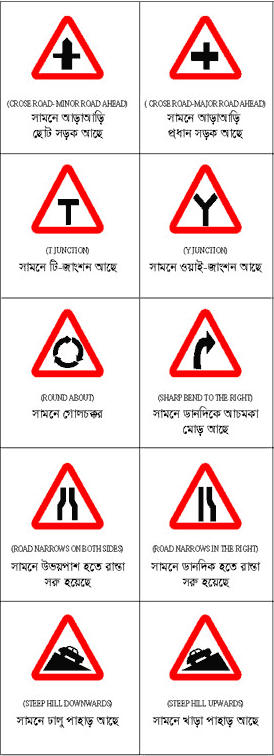 (CROSE ROAD- MINOR ROAD AHEAD)
সামনে আড়াআড়ি
ছোট সড়ক আছে
( CROSE ROAD-MAJOR ROAD AHEAD)
সামনে আড়াআড়ি
প্রধান সড়ক আছে
(T JUNCTION)
সামনে টি-জাংশন আছে
(Y JUNCTION)
সামনে ওয়াই-জাংশন আছে
(ROUND ABOUT)
সামনে গোলচক্কর
(SHARP BEND TO THE RIGHT)
সামনে ডানদিকে আচমকা
মোড় আছে
(ROAD NARROWS ON BOTH SIDES)
সামনে উভয়পাশ হতে রাস্তা
সরু হয়েছে
(ROAD NARROWS IN THE RIGHT)
সামনে ডানদিক হতে রাস্তা
সরু হয়েছে
(STEEP HILL DOWNWARDS)
সামনে ঢালু পাহাড় আছে
(STEEP HILL UPWARDS)
সামনে খাড়া পাহাড় আছে